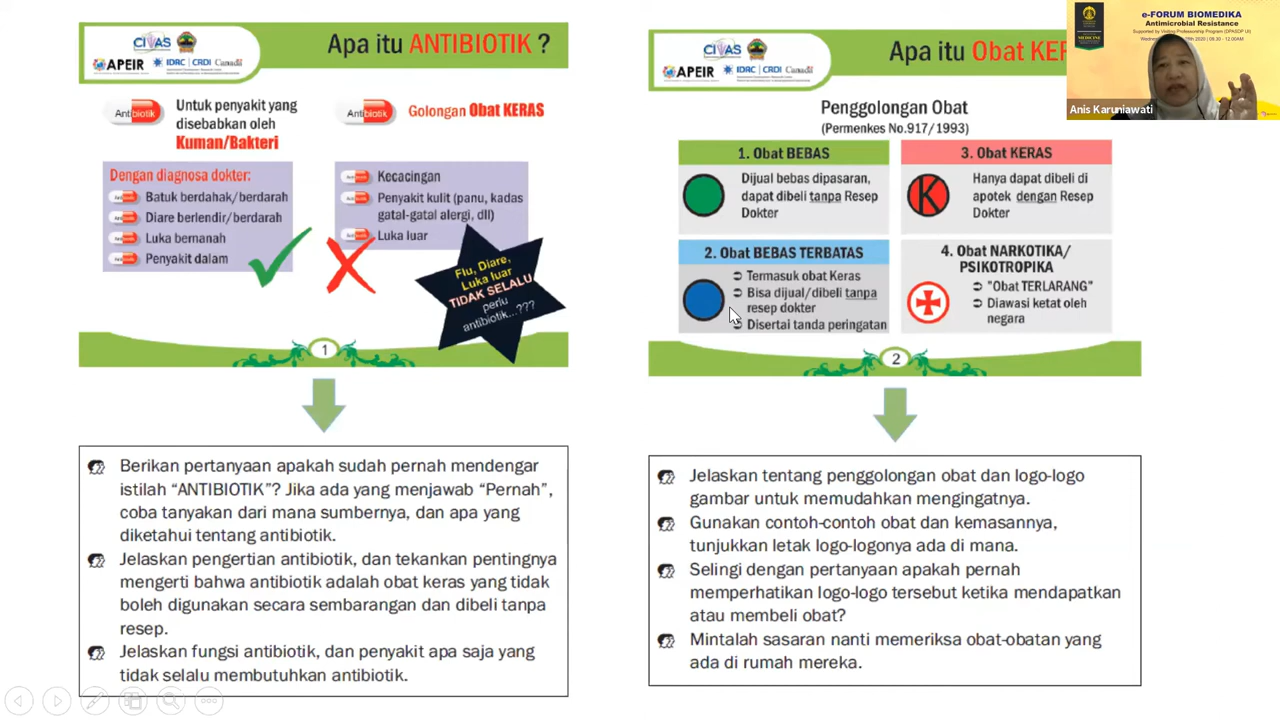 CIVAS
APEIR
IDRC
CRDI
Canada
Apa itu ANTIBIOTIK ?
Antibiotik
Untuk penyakit yang
disebabkan oleh
Kuman/Bakteri
Antibiotik
Golongan Obat KERAS
Dengan diagnosa dokter:
Batuk berdahak/berdarah
Diare berlendir/berdarah
Luka bernanah
Penyakit dalam
Kecacingan
Penyakit kulit (panu, kadas
gatal-gatal alergi, dll)
Luka luar
Flu, Diare,
Luka luar
TIDAK SELALU
perlu
antibiotik...???
1
Berikan pertanyaan apakah sudah pernah mendengar
istilah “ANTIBIOTIK”? Jika ada yang menjawab “Pernah”,
coba tanyakan dari mana sumbernya, dan apa yang
diketahui tentang antibiotik.
Jelaskan pengertian antibiotik, dan tekankan pentingnya
mengerti bahwa antibiotik adalah obat keras yang tidak
boleh digunakan secara sembarangan dan dibeli tanpa
resep.
Jelaskan fungsi antibiotik, dan penyakit apa saja yang
tidak selalu membutuhkan antibiotik.
CIVAS
APEIR
IDRC
CRDI
Canada
Apa itu Obat KER
Penggolongan Obat
(Permenkes No.917/1993)
1. Obat BEBAS
Dijual bebas dipasaran,
dapat dibeli tanpa Resep
Dokter
3. Obat KERAS
K
Hanya dapat dibeli di
apotek dengan Resep
Dokter
2. Obat BEBAS TERBATAS
Termasuk obat Keras
Bisa dijual/dibeli tanpa
resep dokter
Disertai tanda peringatan
4. Obat NARKOTIKA/
PSIKOTROPIKA
"Obat TERLARANG"
Diawasi ketat oleh
negara
2
Jelaskan tentang penggolongan obat dan logo-logo
gambar untuk memudahkan mengingatnya.
Gunakan contoh-contoh obat dan kemasannya,
tunjukkan letak logo-logonya ada di mana.
Selingi dengan pertanyaan apakah pernah
memperhatikan logo-logo tersebut ketika mendapatkan
atau membeli obat?
Mintalah sasaran nanti memeriksa obat-obatan yang
ada di rumah mereka.
e-FORUM BIOMEDIKA
Antimicrobial Resistance
Supported by Visiting Professorship Program (DPASDP UI)
MEDICINE
Anis Karuniawati